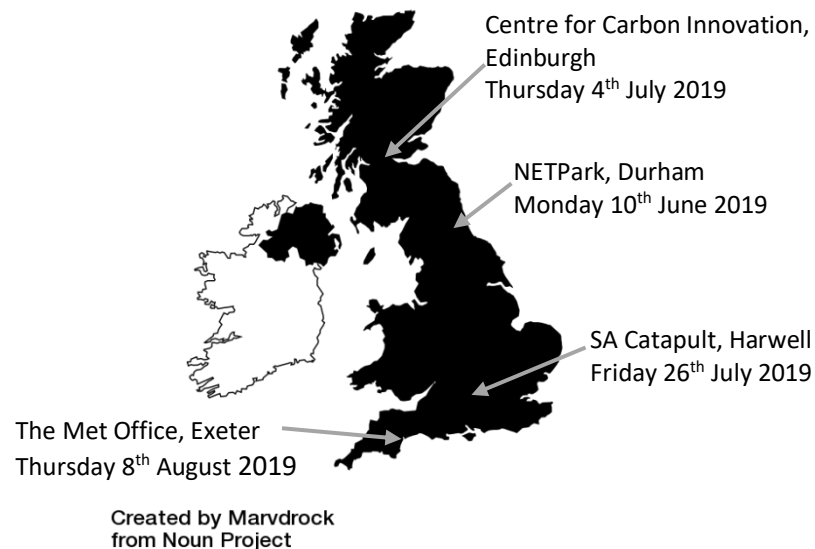 Centre for Carbon Innovation,
Edinburgh
Thursday 4th July 2019
NETPark, Durham
Monday 10th June 2019
SA Catapult, Harwell
Friday 26th July 2019
The Met Office, Exeter
Thursday 8th August 2019
Created by Marvdrock
from Noun Project